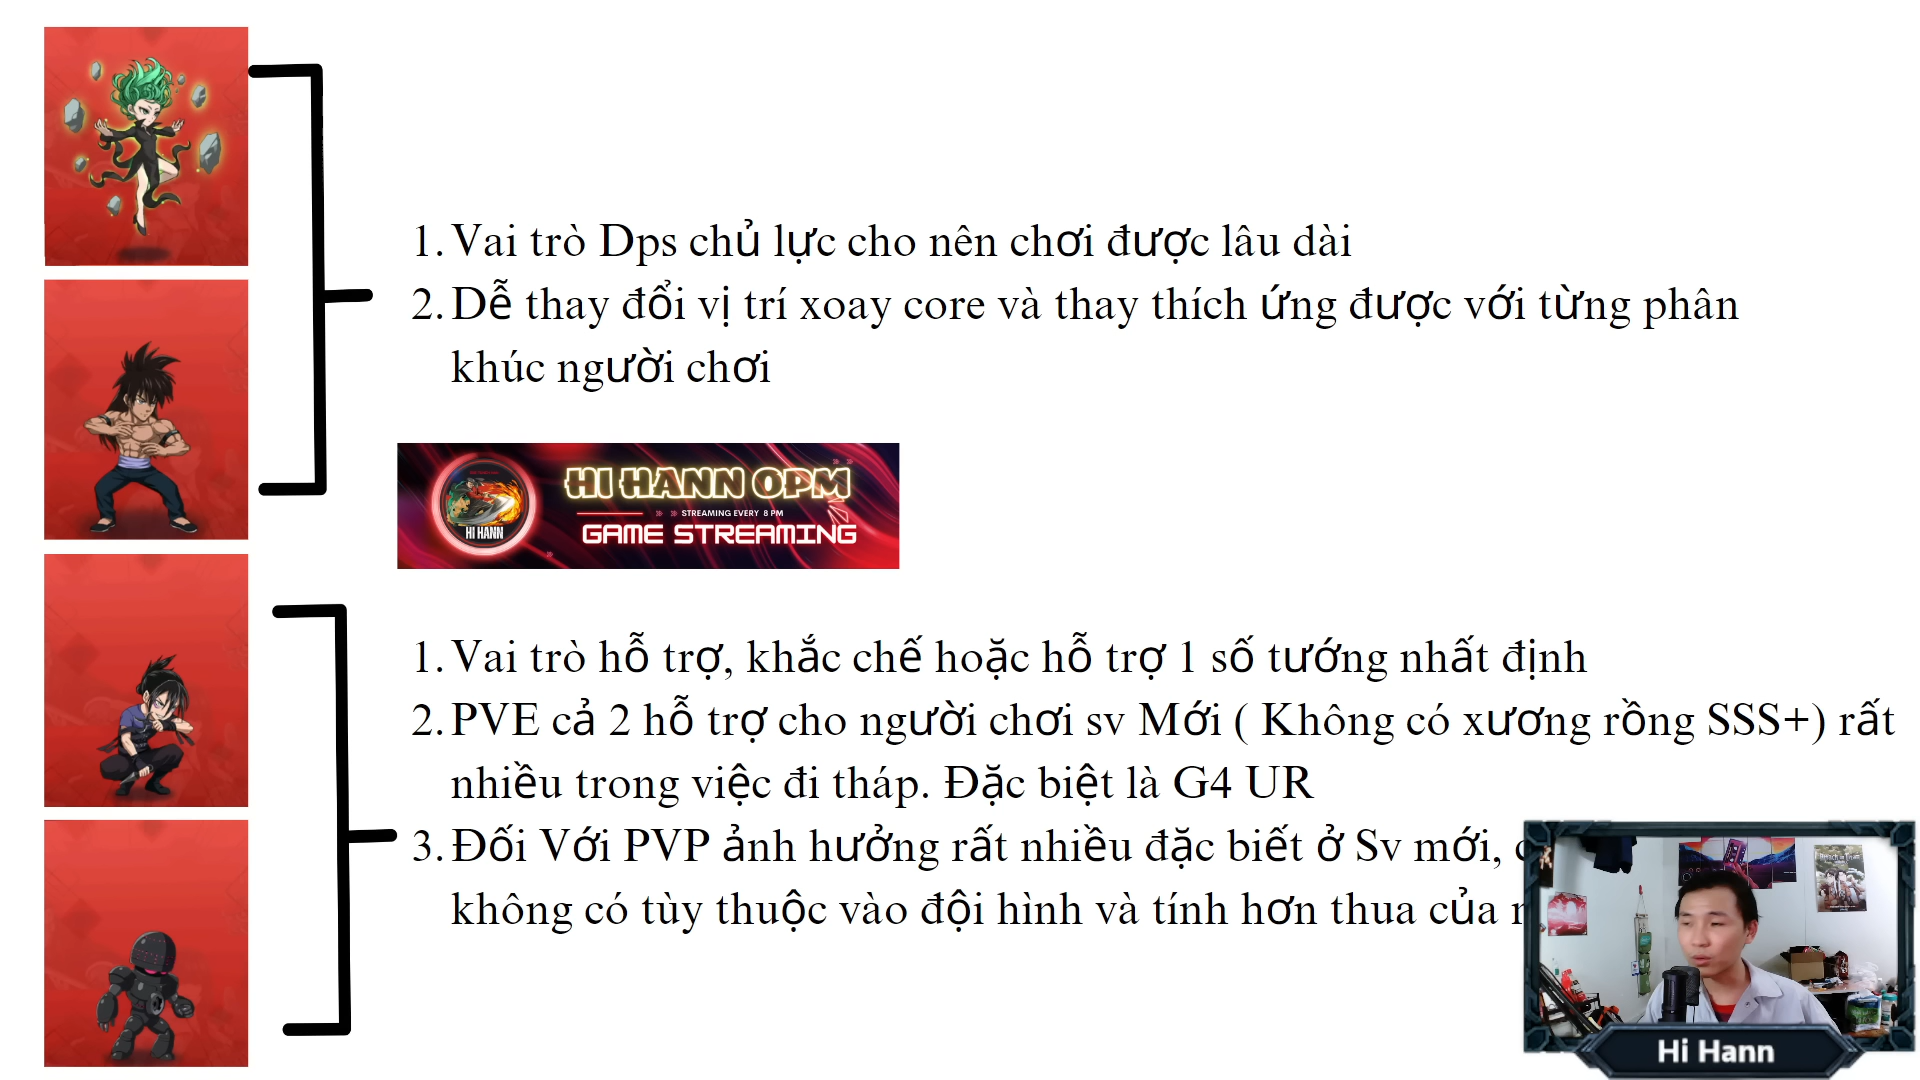 1. Vai trò Dps chủ lực cho nên chơi được lâu dài
2. Dễ thay đổi vị trí xoay core và thay thích ứng được với từng phân
khúc người chơi
HI HANN OPM
STREAMING EVERY 8 PM
GAME STREAMING
HI HANN
1. Vai trò hỗ trợ, khắc chế hoặc hỗ trợ 1 số tướng nhất định
2. PVE cả 2 hỗ trợ cho người chơi sv Mới ( Không có xương rồng SSS+) rất
nhiều trong việc đi tháp. Đặc biệt là G4 UR
3. Đối Với PVP ảnh hưởng rất nhiều đặc biết ở Sv mới,
không có tùy thuộc vào đội hình và tính hơn thua của
Hi Hann